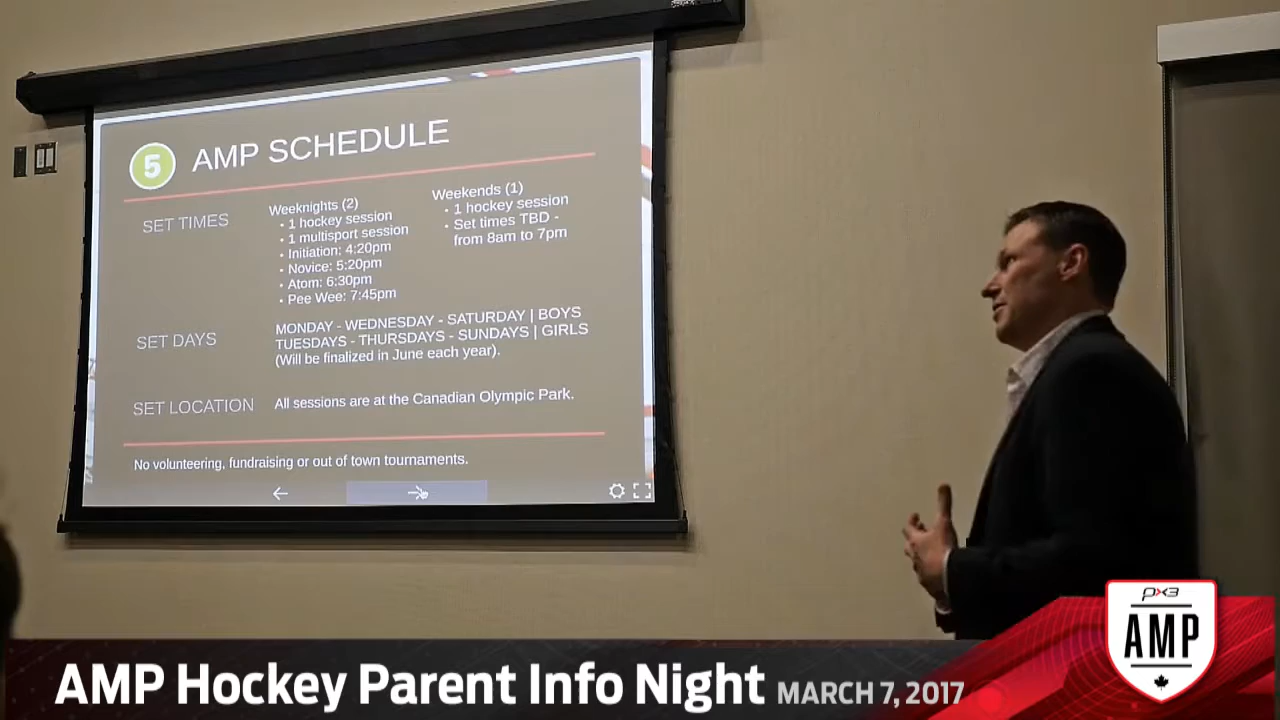 5 AMP SCHEDULE
SET TIMES
Weeknights (2)
• 1 hockey session
• 1 multisport session
• Initiation: 4:20pm
• Novice: 5:20pm
• Atom: 6:30pm
• Pee Wee: 7:45pm
Weekends (1)
• 1 hockey session
• Set times TBD -
from 8am to 7pm
SET DAYS
MONDAY - WEDNESDAY - SATURDAY | BOYS
TUESDAYS - THURSDAYS - SUNDAYS | GIRLS
(Will be finalized in June each year).
SET LOCATION
All sessions are at the Canadian Olympic Park.
No volunteering, fundraising or out of town tournaments.
AMP Hockey Parent Info Night MARCH 7, 2017
px3
AMP